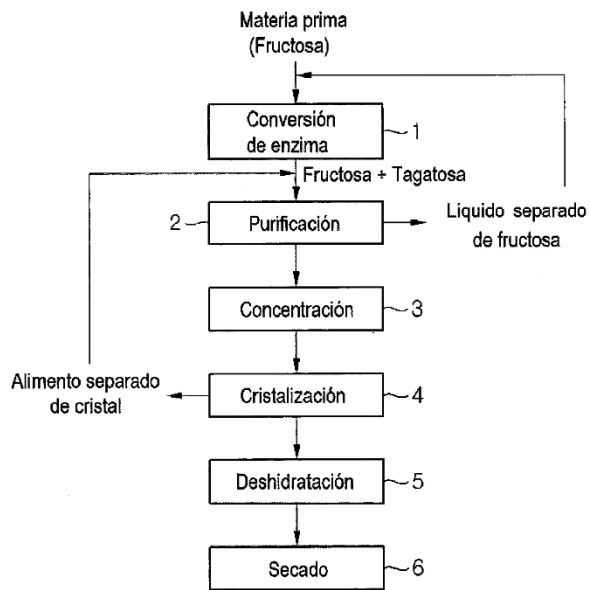 Materia prima
(Fructosa)
Conversión
de enzima
1
Fructosa + Tagatosa
2
Purificación
Líquido separado
de fructosa
Concentración
3
Alimento separado
de cristal
Cristalización
4
Deshidratación
5
Secado
6